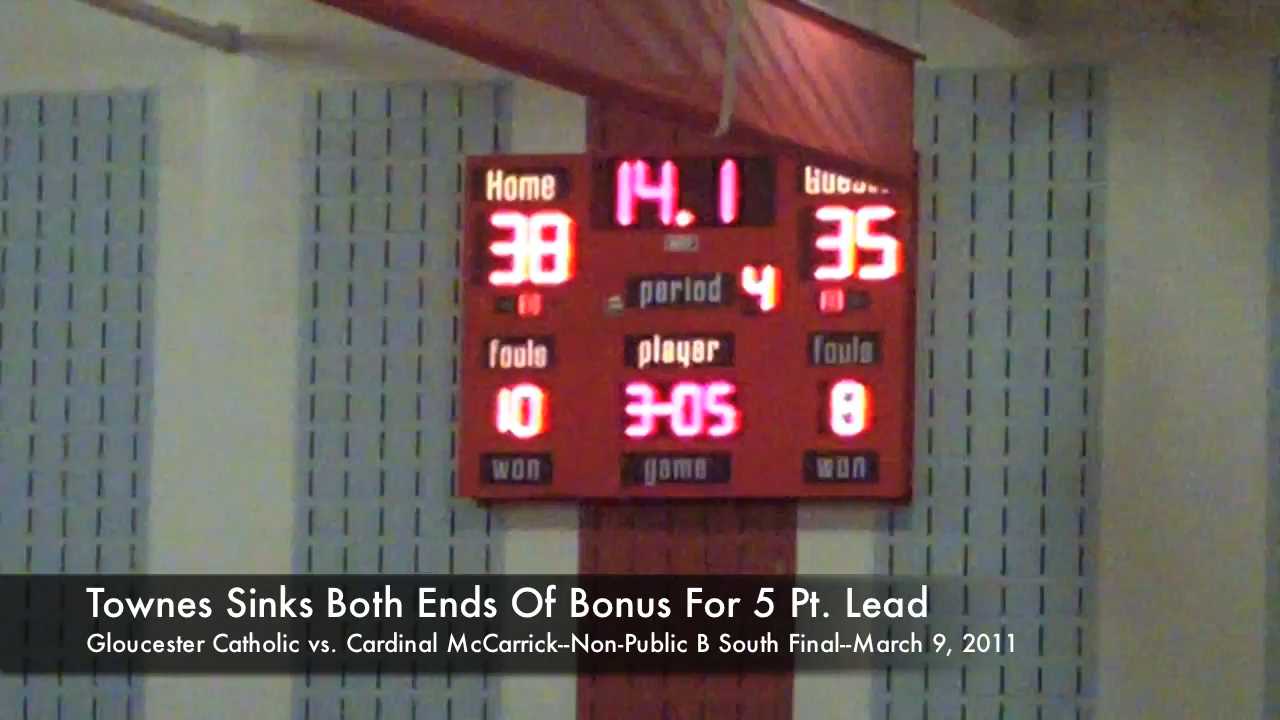 Home 14.1 Guest
38 35
period 4
fouls player fouls
10 3-05 8
won game won
Townes Sinks Both Ends Of Bonus For 5 Pt. Lead
Gloucester Catholic vs. Cardinal McCarrick--Non-Public B South Final--March 9, 2011